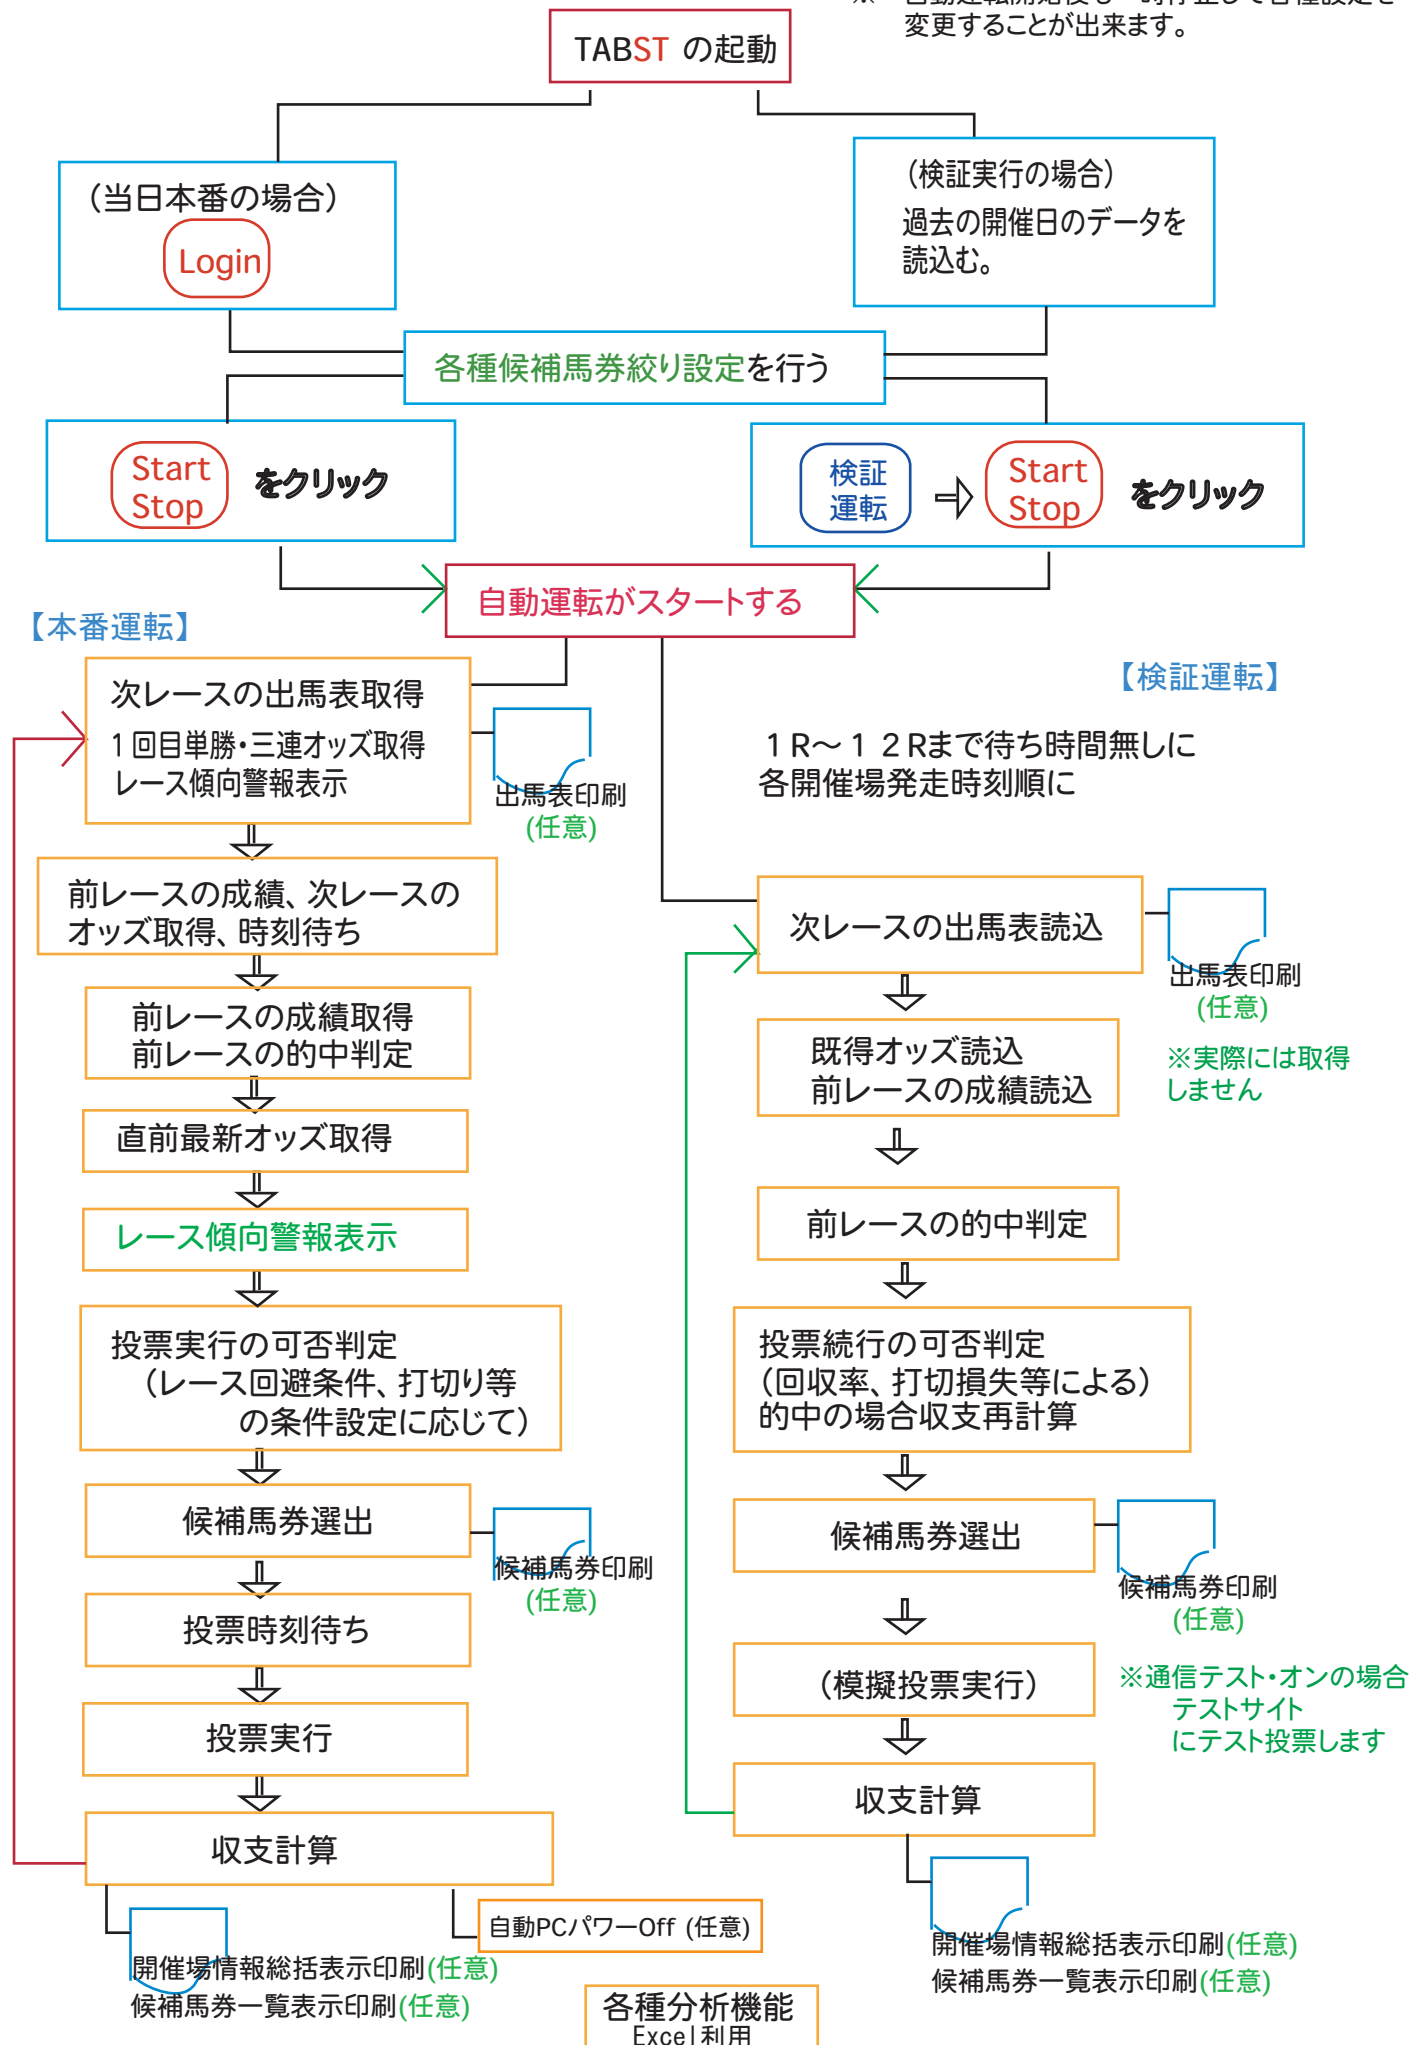 ※　自動運転開始後も一時停止して各種設定を
変更することが出来ます。
TABST の起動
（当日本番の場合）
Login
（検証実行の場合）
過去の開催日のデータを
読込む。
各種候補馬券絞り設定を行う
Start
Stop
をクリック
検証
運転
⇨
Start
Stop
をクリック
自動運転がスタートする
【本番運転】
次レースの出馬表取得
1回目単勝・三連オッズ取得
レース傾向警報表示
出馬表印刷
(任意)
前レースの成績、次レースの
オッズ取得、時刻待ち
前レースの成績取得
前レースの的中判定
直前最新オッズ取得
レース傾向警報表示
投票実行の可否判定
（レース回避条件、打切り等
の条件設定に応じて）
候補馬券選出
候補馬券印刷
(任意)
投票時刻待ち
投票実行
収支計算
自動PCパワーOff (任意)
開催場情報総括表示印刷(任意)
候補馬券一覧表示印刷(任意)
【検証運転】
１R～１２Rまで待ち時間無しに
各開催場発走時刻順に
次レースの出馬表読込
出馬表印刷
(任意)
※実際には取得
しません
既得オッズ読込
前レースの成績読込
前レースの的中判定
投票続行の可否判定
（回収率、打切損失等による）
的中の場合収支再計算
候補馬券選出
候補馬券印刷
(任意)
（模擬投票実行）
※通信テスト・オンの場合
テストサイト
にテスト投票します
収支計算
開催場情報総括表示印刷(任意)
候補馬券一覧表示印刷(任意)
各種分析機能
Excel利用